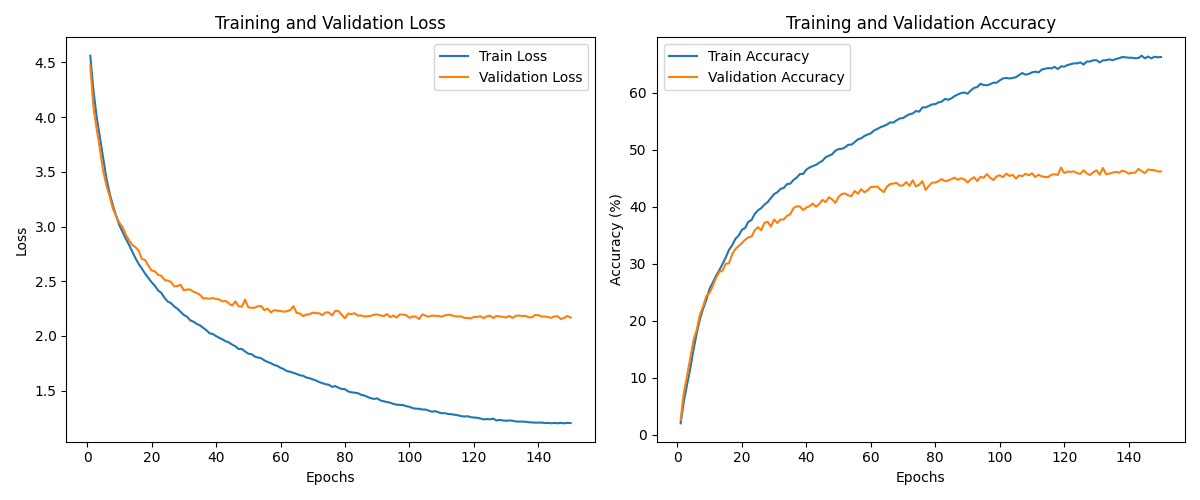 Training and Validation Loss
Train Loss
Validation Loss
4.5
4.0
3.5
3.0
2.5
2.0
1.5
Loss
0 20 40 60 80 100 120 140
Epochs
Training and Validation Accuracy
Train Accuracy
Validation Accuracy
60
50
40
30
20
10
0
Accuracy (%)
0 20 40 60 80 100 120 140
Epochs